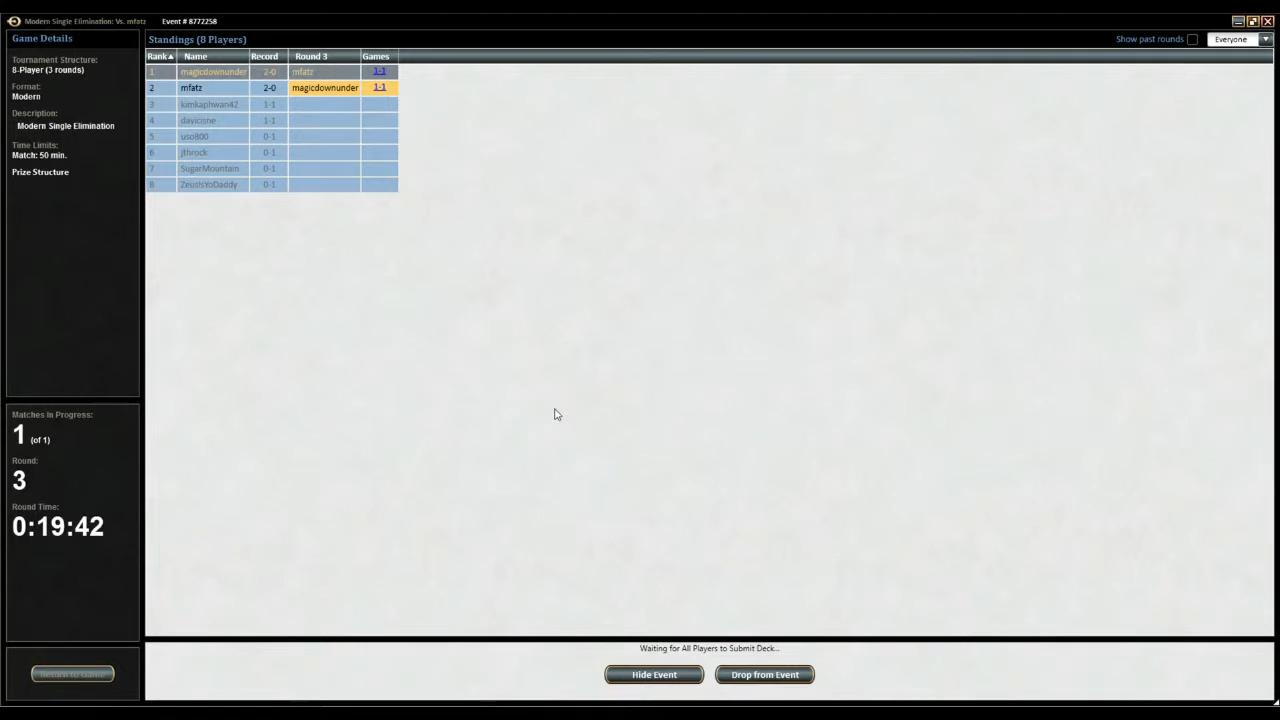 Modern Single Elimination: Vs. mfatz Event # 8772258
Game Details
Tournament Structure:
8-Player (3 rounds)
Format:
Modern
Description:
Modern Single Elimination
Time Limits:
Match: 50 min.
Prize Structure
Standings (8 Players)
Show past rounds Everyone
Rank Name Record Round 3 Games
1 magicdownunder 2-0 mfatz 1-1
2 mfatz 2-0 magicdownunder 1-1
3 kimkaphwan42 1-1
4 davicisne 1-1
5 uso800 0-1
6 jthrock 0-1
7 SugarMountain 0-1
8 ZeusIsYoDaddy 0-1
Matches In Progress:
1 (of 1)
Round:
3
Round Time:
0:19:42
Return to Game
Waiting for All Players to Submit Deck...
Hide Event Drop from Event